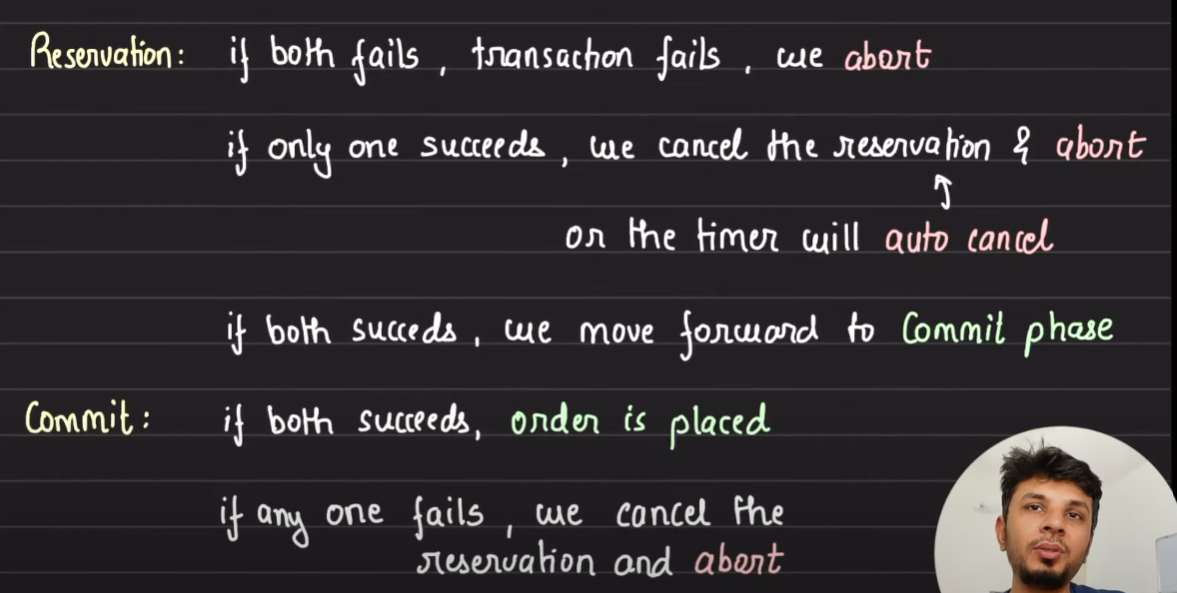 Reservation: if both fails, transaction fails, we abort
if only one succeeds, we cancel the reservation & abort
or the timer will auto cancel
if both succeds, we move forward to Commit phase
Commit: if both succeeds, order is placed
if any one fails, we cancel the
reservation and abort